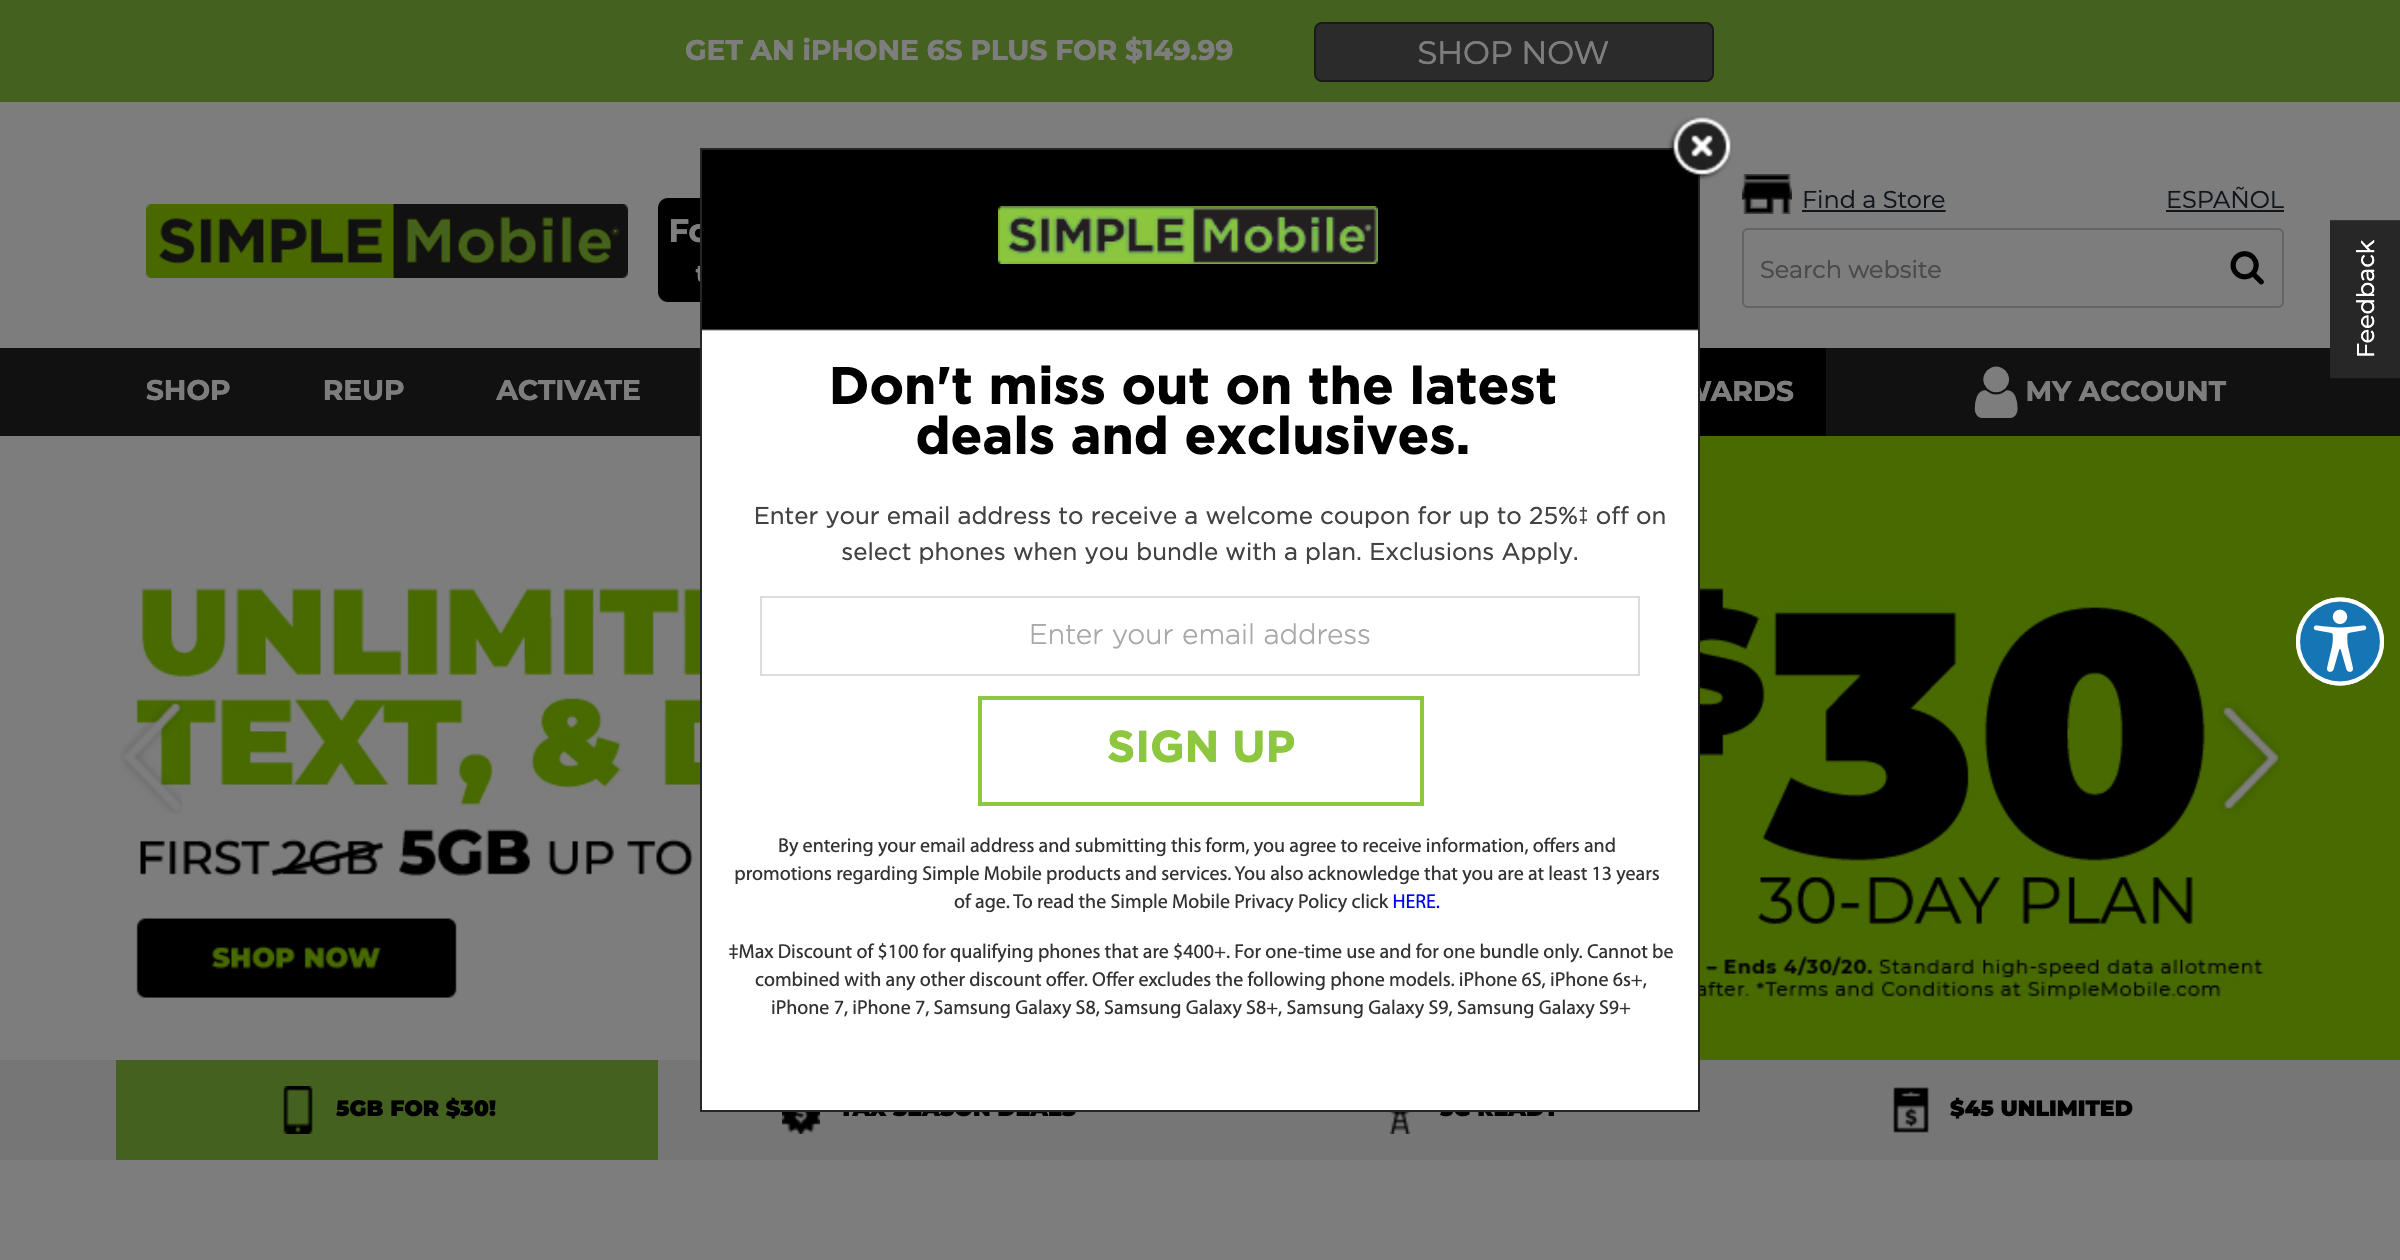 GET AN iPHONE 6S PLUS FOR $149.99
SHOP NOW
SIMPLE Mobile
Find a Store
ESPAÑOL
Search website
Feedback
SHOP
REUP
ACTIVATE
MY ACCOUNT
SIMPLE Mobile
Don't miss out on the latest
deals and exclusives.
Enter your email address to receive a welcome coupon for up to 25%‡ off on
select phones when you bundle with a plan. Exclusions Apply.
Enter your email address
SIGN UP
By entering your email address and submitting this form, you agree to receive information, offers and
promotions regarding Simple Mobile products and services. You also acknowledge that you are at least 13 years
of age. To read the Simple Mobile Privacy Policy click HERE.
‡Max Discount of $100 for qualifying phones that are $400+. For one-time use and for one bundle only. Cannot be
combined with any other discount offer. Offer excludes the following phone models. iPhone 6S, iPhone 6s+,
iPhone 7, iPhone 7, Samsung Galaxy S8, Samsung Galaxy S8+, Samsung Galaxy S9, Samsung Galaxy S9+
TEXT, &
FIRST 2GB 5GB UP TO
SHOP NOW
$30
30-DAY PLAN
– Ends 4/30/20. Standard high-speed data allotment
after. *Terms and Conditions at SimpleMobile.com
5GB FOR $30!
TAX SEASON DEALS
5G READY
$45 UNLIMITED